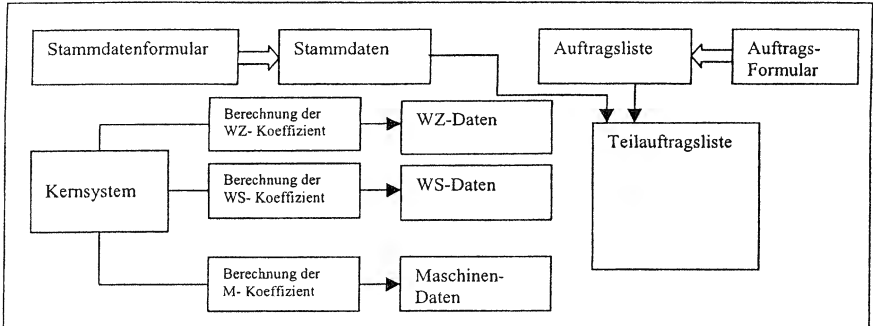 Stammdatenformular
Stammdaten
Auftragsliste
Auftrags-
Formular
Berechnung der
WZ- Koeffizient
WZ-Daten
Teilauftragsliste
Kernsystem
Berechnung der
WS- Koeffizient
WS-Daten
Berechnung der
M- Koeffizient
Maschinen-
Daten